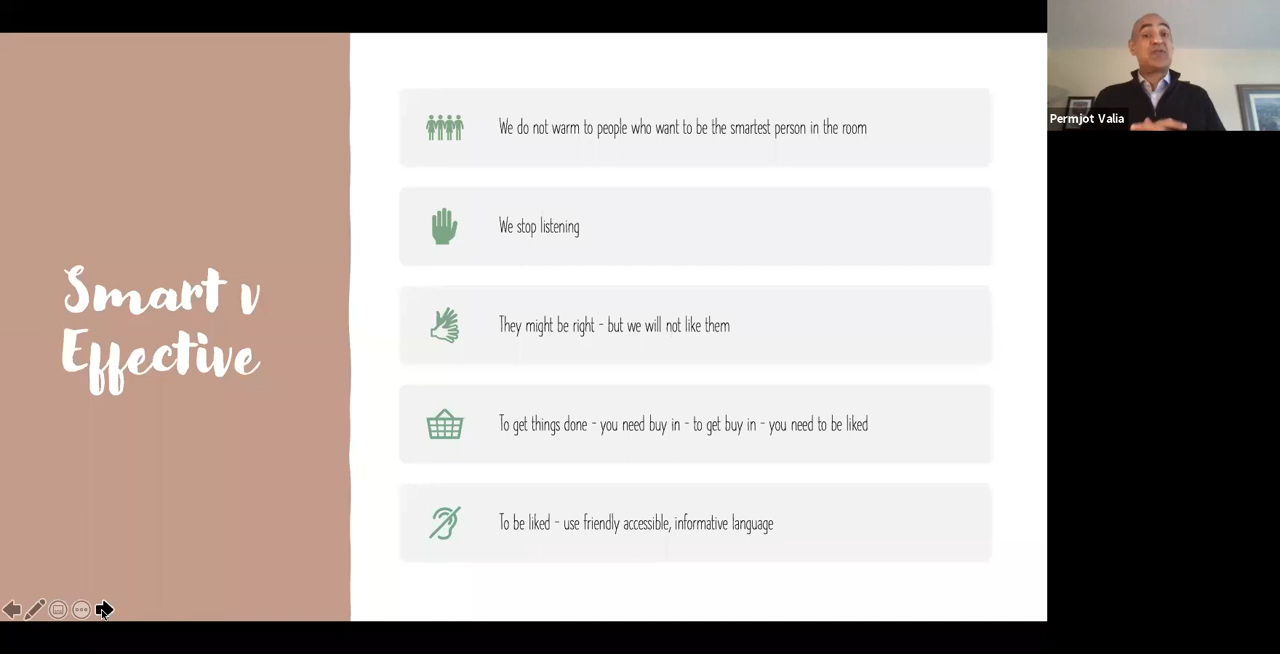 Smart v
Effective
We do not warm to people who want to be the smartest person in the room
We stop listening
They might be right - but we will not like them
To get things done - you need buy in - to get buy in - you need to be liked
To be liked - use friendly accessible, informative language
Permjot Valia